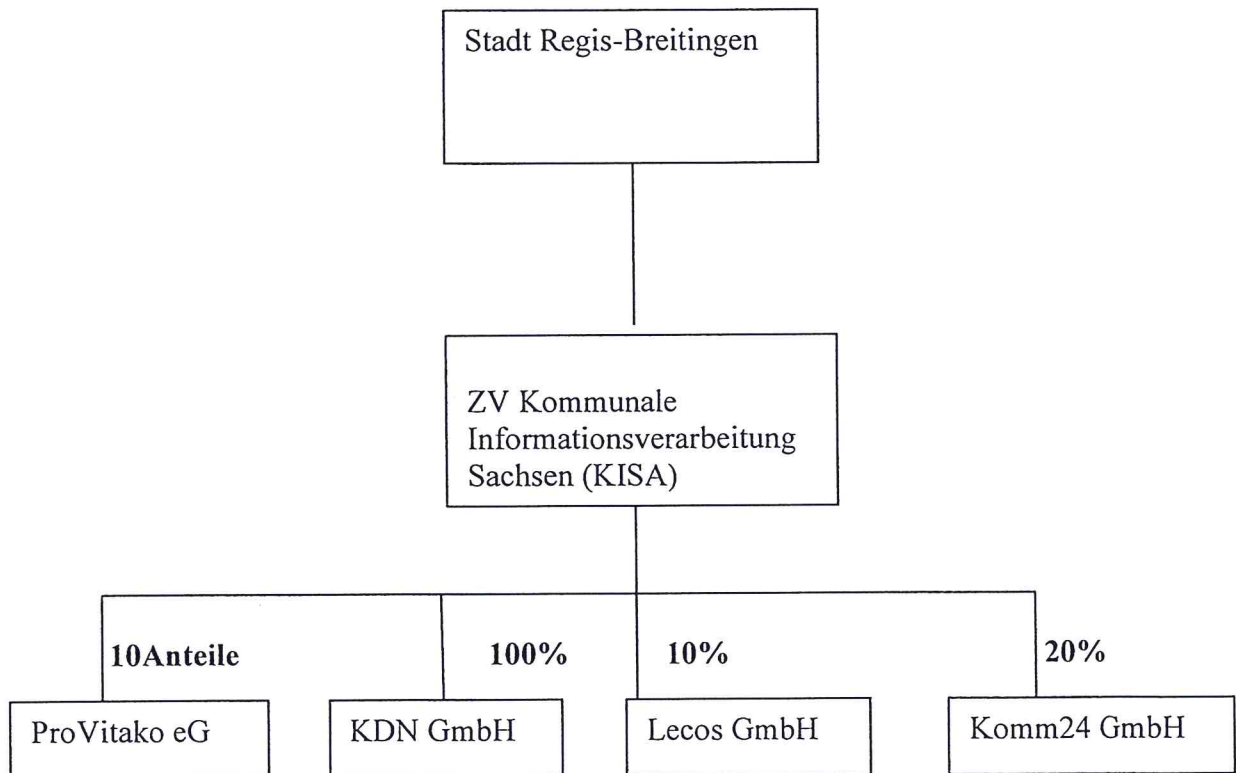 Stadt Regis-Breitingen
ZV Kommunale
Informationsverarbeitung
Sachsen (KISA)
10Anteile
100%
10%
20%
ProVitako eG
KDN GmbH
Lecos GmbH
Komm24 GmbH